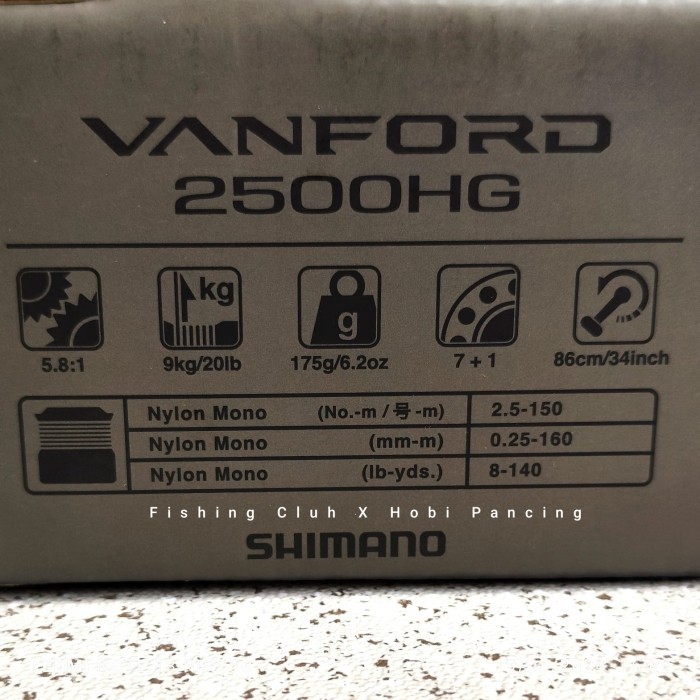 VANFORD
2500HG
kg
g
5.8:1 9kg/20lb 175g/6.2oz 7 + 1 86cm/34inch
Nylon Mono (No.-m / 号 -m) 2.5-150
Nylon Mono (mm-m) 0.25-160
Nylon Mono (lb-yds.) 8-140
Fishing Cluh X Hobi Pancing
SHIMANO